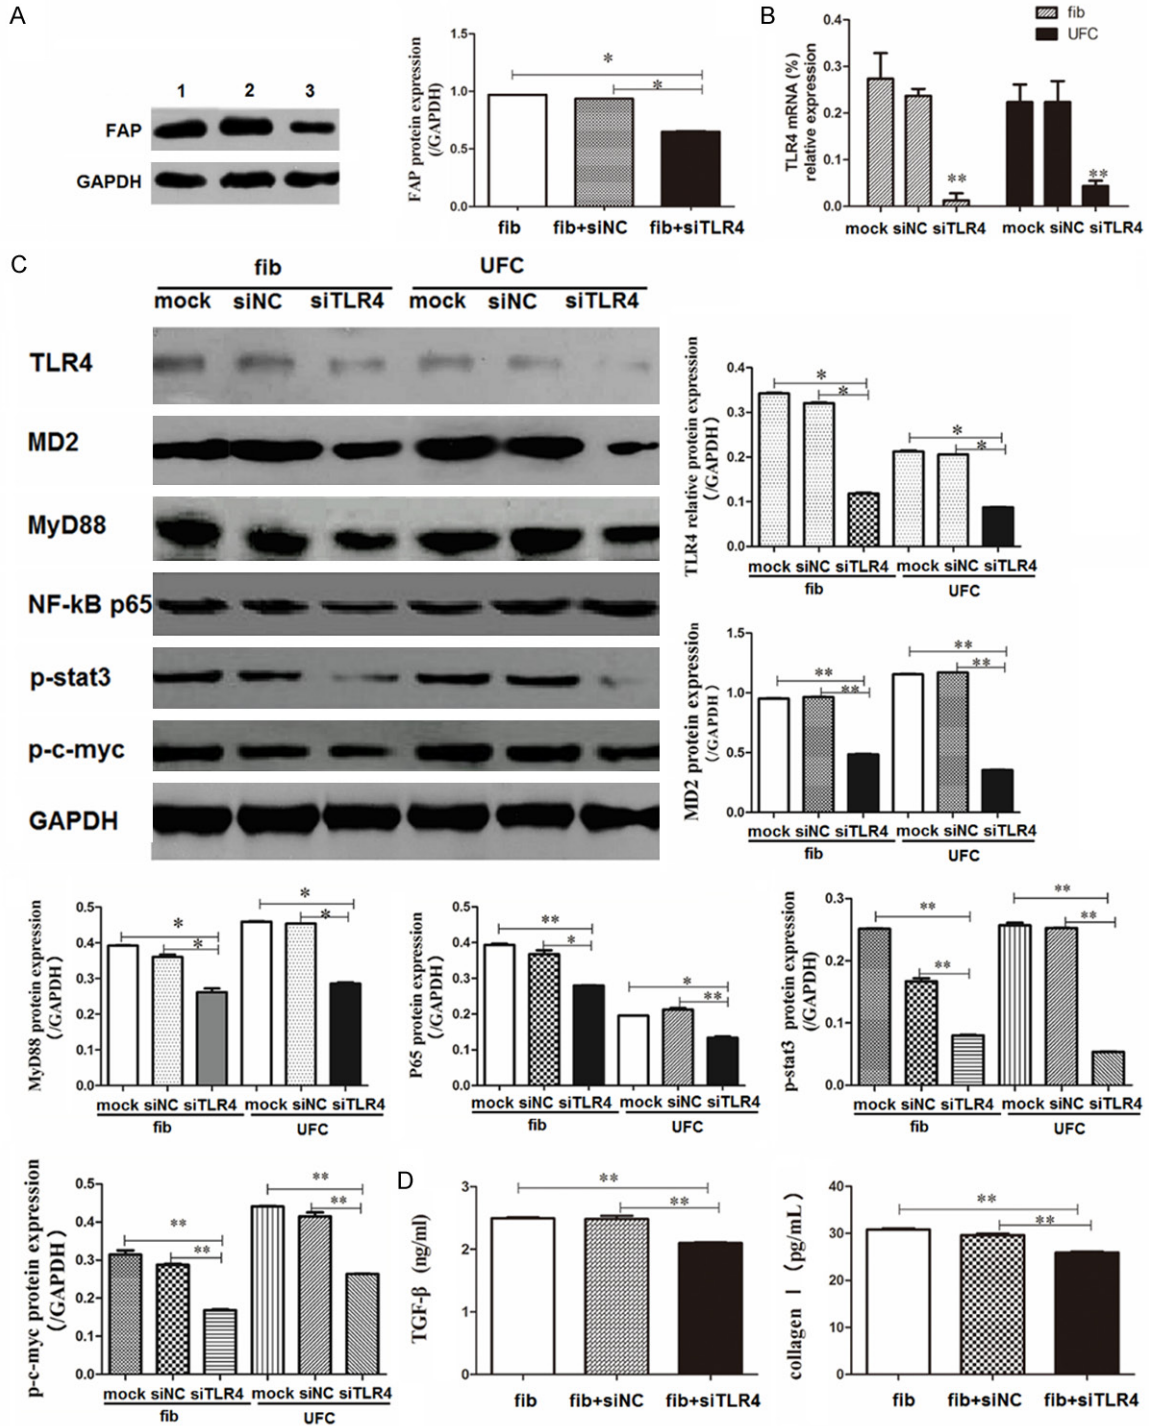 A
1 2 3
FAP
GAPDH
FAP protein expression
(/GAPDH)
1.5
1.0
0.5
0.0
*
*
fib fib+siNC fib+siTLR4
B
fib
UFC
TLR4 mRNA (%)
relative expression
0.4
0.3
0.2
0.1
0.0
**
**
mock siNC siTLR4 mock siNC siTLR4
C
fib UFC
mock siNC siTLR4 mock siNC siTLR4
TLR4
MD2
MyD88
NF-kB p65
p-stat3
p-c-myc
GAPDH
TLR4 relative protein expression
(/GAPDH)
0.4
0.3
0.2
0.1
0.0
*
*
*
*
mock siNC siTLR4 mock siNC siTLR4
fib UFC
MD2 protein expression
(/GAPDH)
1.5
1.0
0.5
0.0
**
**
**
**
mock siNC siTLR4 mock siNC siTLR4
fib UFC
MyD88 protein expression
(/GAPDH)
0.5
0.4
0.3
0.2
0.1
0.0
*
*
*
*
mock siNC siTLR4 mock siNC siTLR4
fib UFC
P65 protein expression
(/GAPDH)
0.5
0.4
0.3
0.2
0.1
0.0
**
*
*
**
mock siNC siTLR4 mock siNC siTLR4
fib UFC
p-stat3 protein expression
(/GAPDH)
0.3
0.2
0.1
0.0
**
**
**
**
mock siNC siTLR4 mock siNC siTLR4
fib UFC
p-c-myc protein expression
(/GAPDH)
0.5
0.4
0.3
0.2
0.1
0.0
**
**
**
**
mock siNC siTLR4 mock siNC siTLR4
fib UFC
D
TGF-β (ng/ml)
3
2
1
0
**
**
fib fib+siNC fib+siTLR4
collagen Ⅰ (pg/mL)
40
30
20
10
0
**
**
fib fib+siNC fib+siTLR4